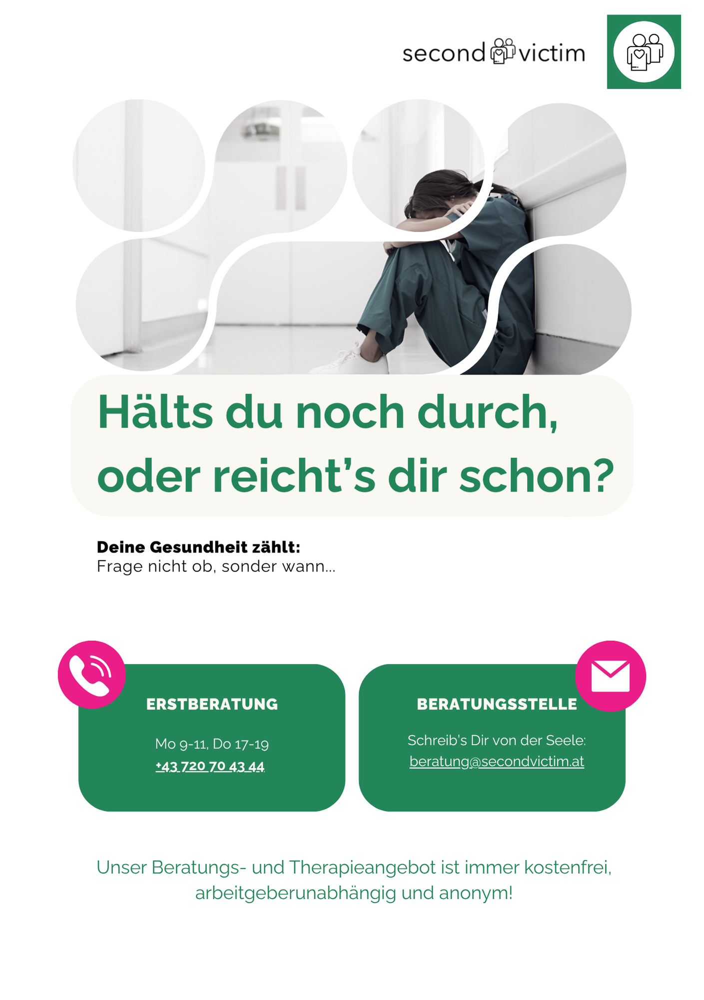 second victim
Hälts du noch durch,
oder reicht’s dir schon?
Deine Gesundheit zählt:
Frage nicht ob, sonder wann...
ERSTBERATUNG
Mo 9-11, Do 17-19
+43 720 70 43 44
BERATUNGSSTELLE
Schreib’s Dir von der Seele:
beratung@secondvictim.at
Unser Beratungs- und Therapieangebot ist immer kostenfrei,
arbeitgeberunabhängig und anonym!